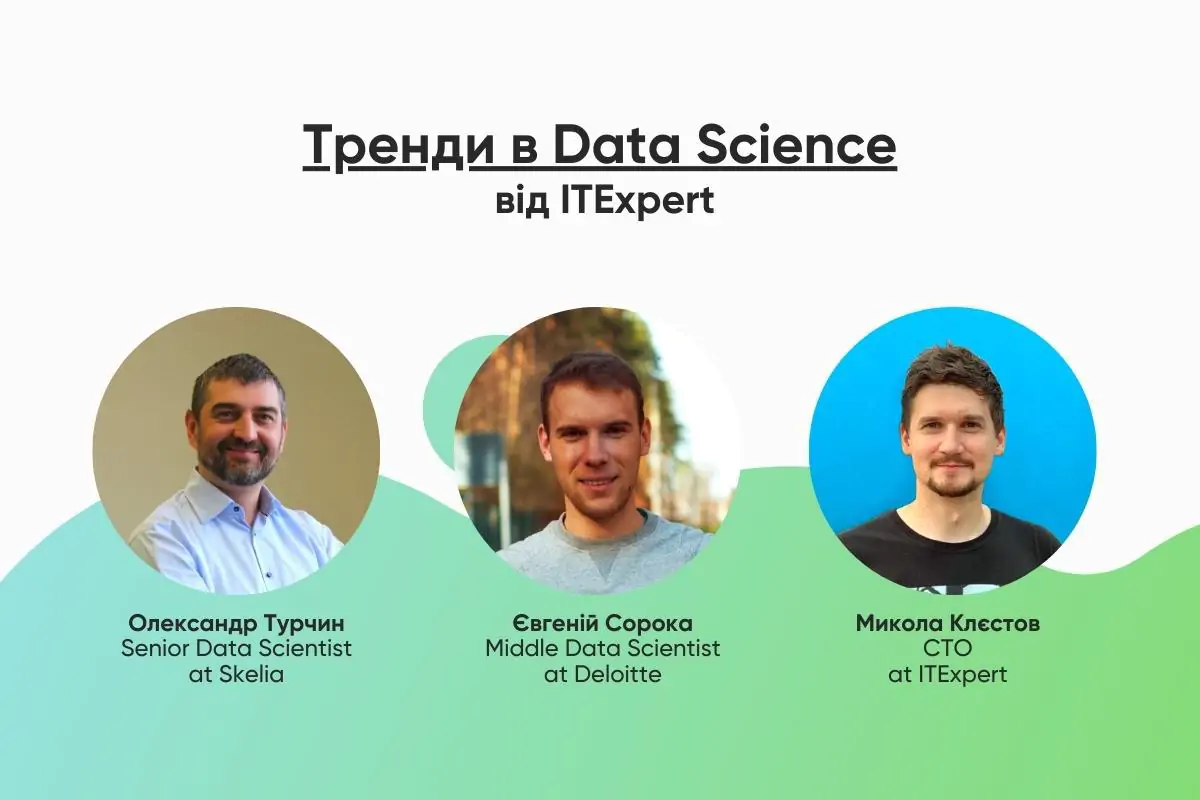 Тренди в Data Science
від ITExpert
Олександр Турчин
Senior Data Scientist
at Skelia
Євгеній Сорока
Middle Data Scientist
at Deloitte
Микола Клєстов
CTO
at ITExpert